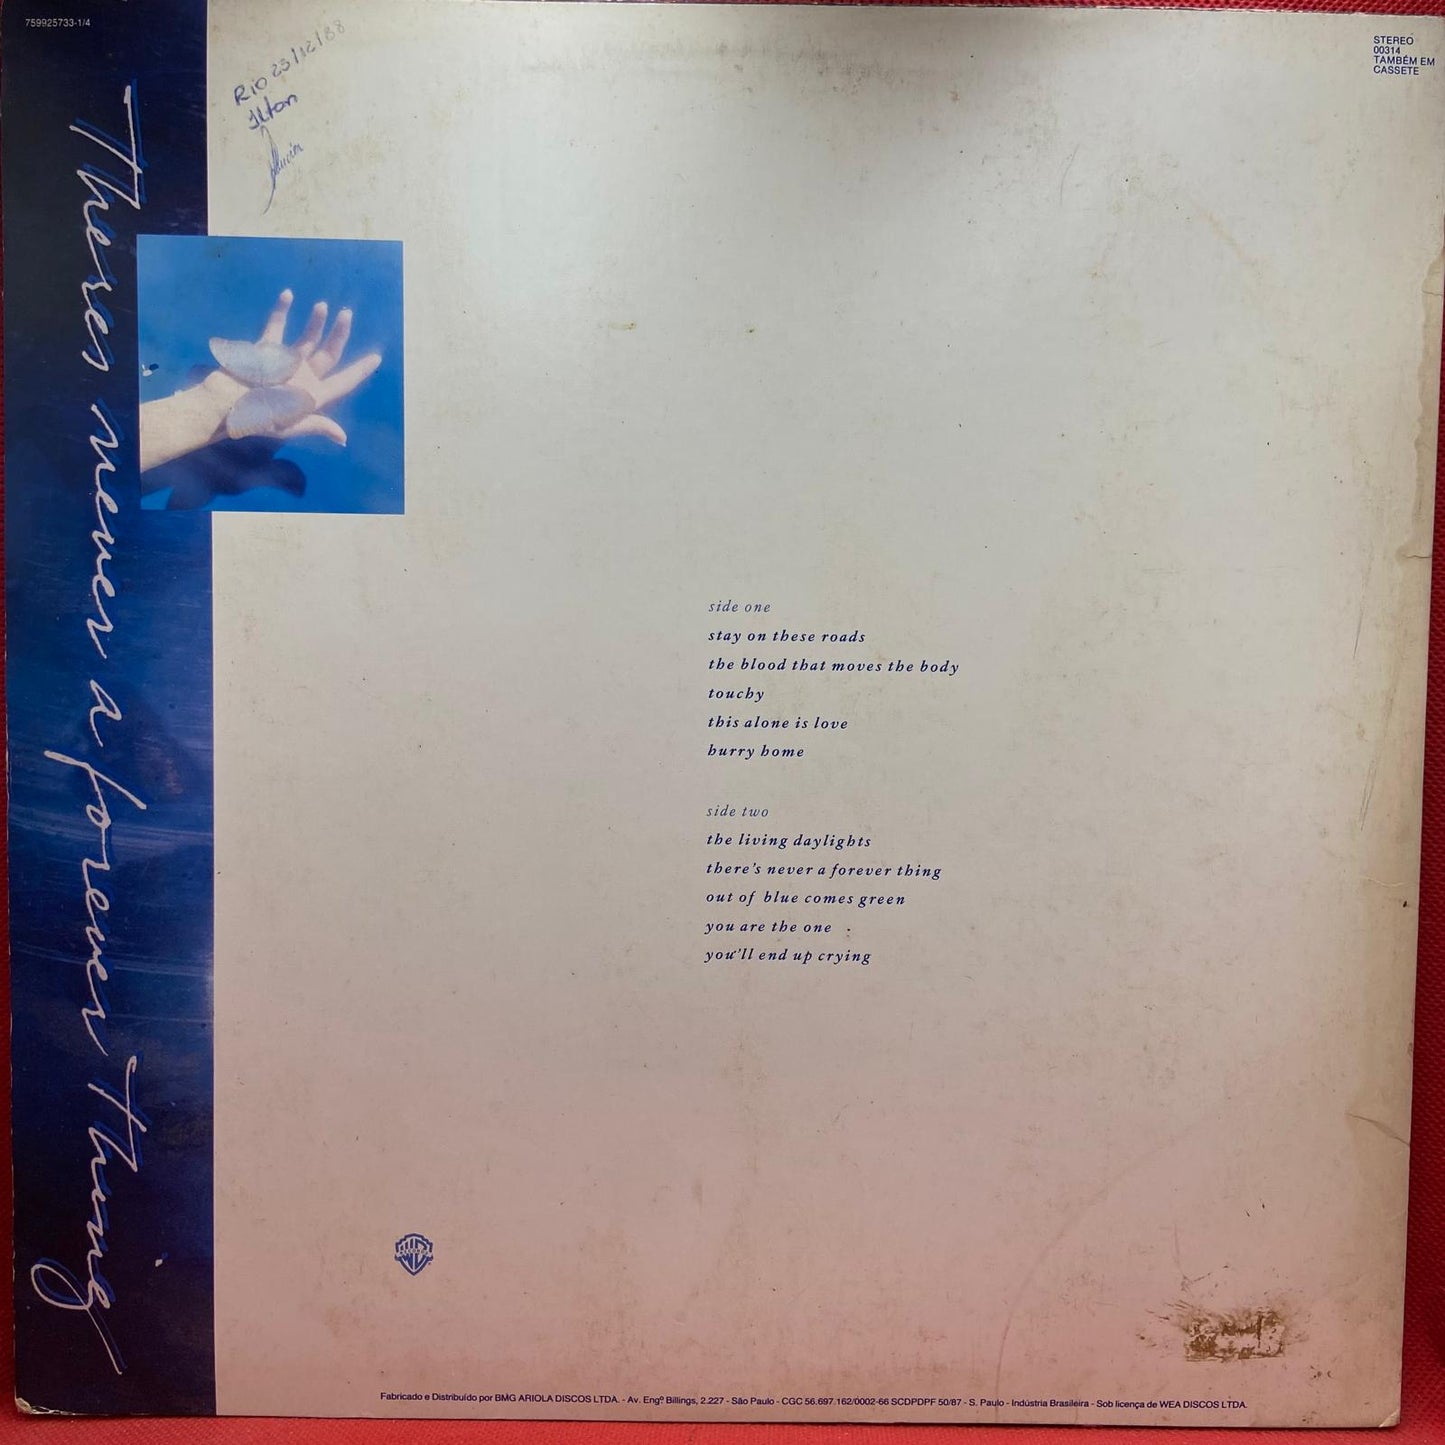 759925733-1/4
STEREO
00314
TAMBÉM EM
CASSETE
RIO 25/12/88
Ilton
There's never a forever thing
side one
stay on these roads
the blood that moves the body
touchy
this alone is love
hurry home
side two
the living daylights
there's never a forever thing
out of blue comes green
you are the one
you'll end up crying
Fabricado e Distribuído por BMG ARIOLA DISCOS LTDA. - Av. Engº Billings, 2.227 - São Paulo - CGC 56.697.162/0002-66 SCDPDPF 50/87 - S. Paulo - Indústria Brasileira - Sob licença de WEA DISCOS LTDA.